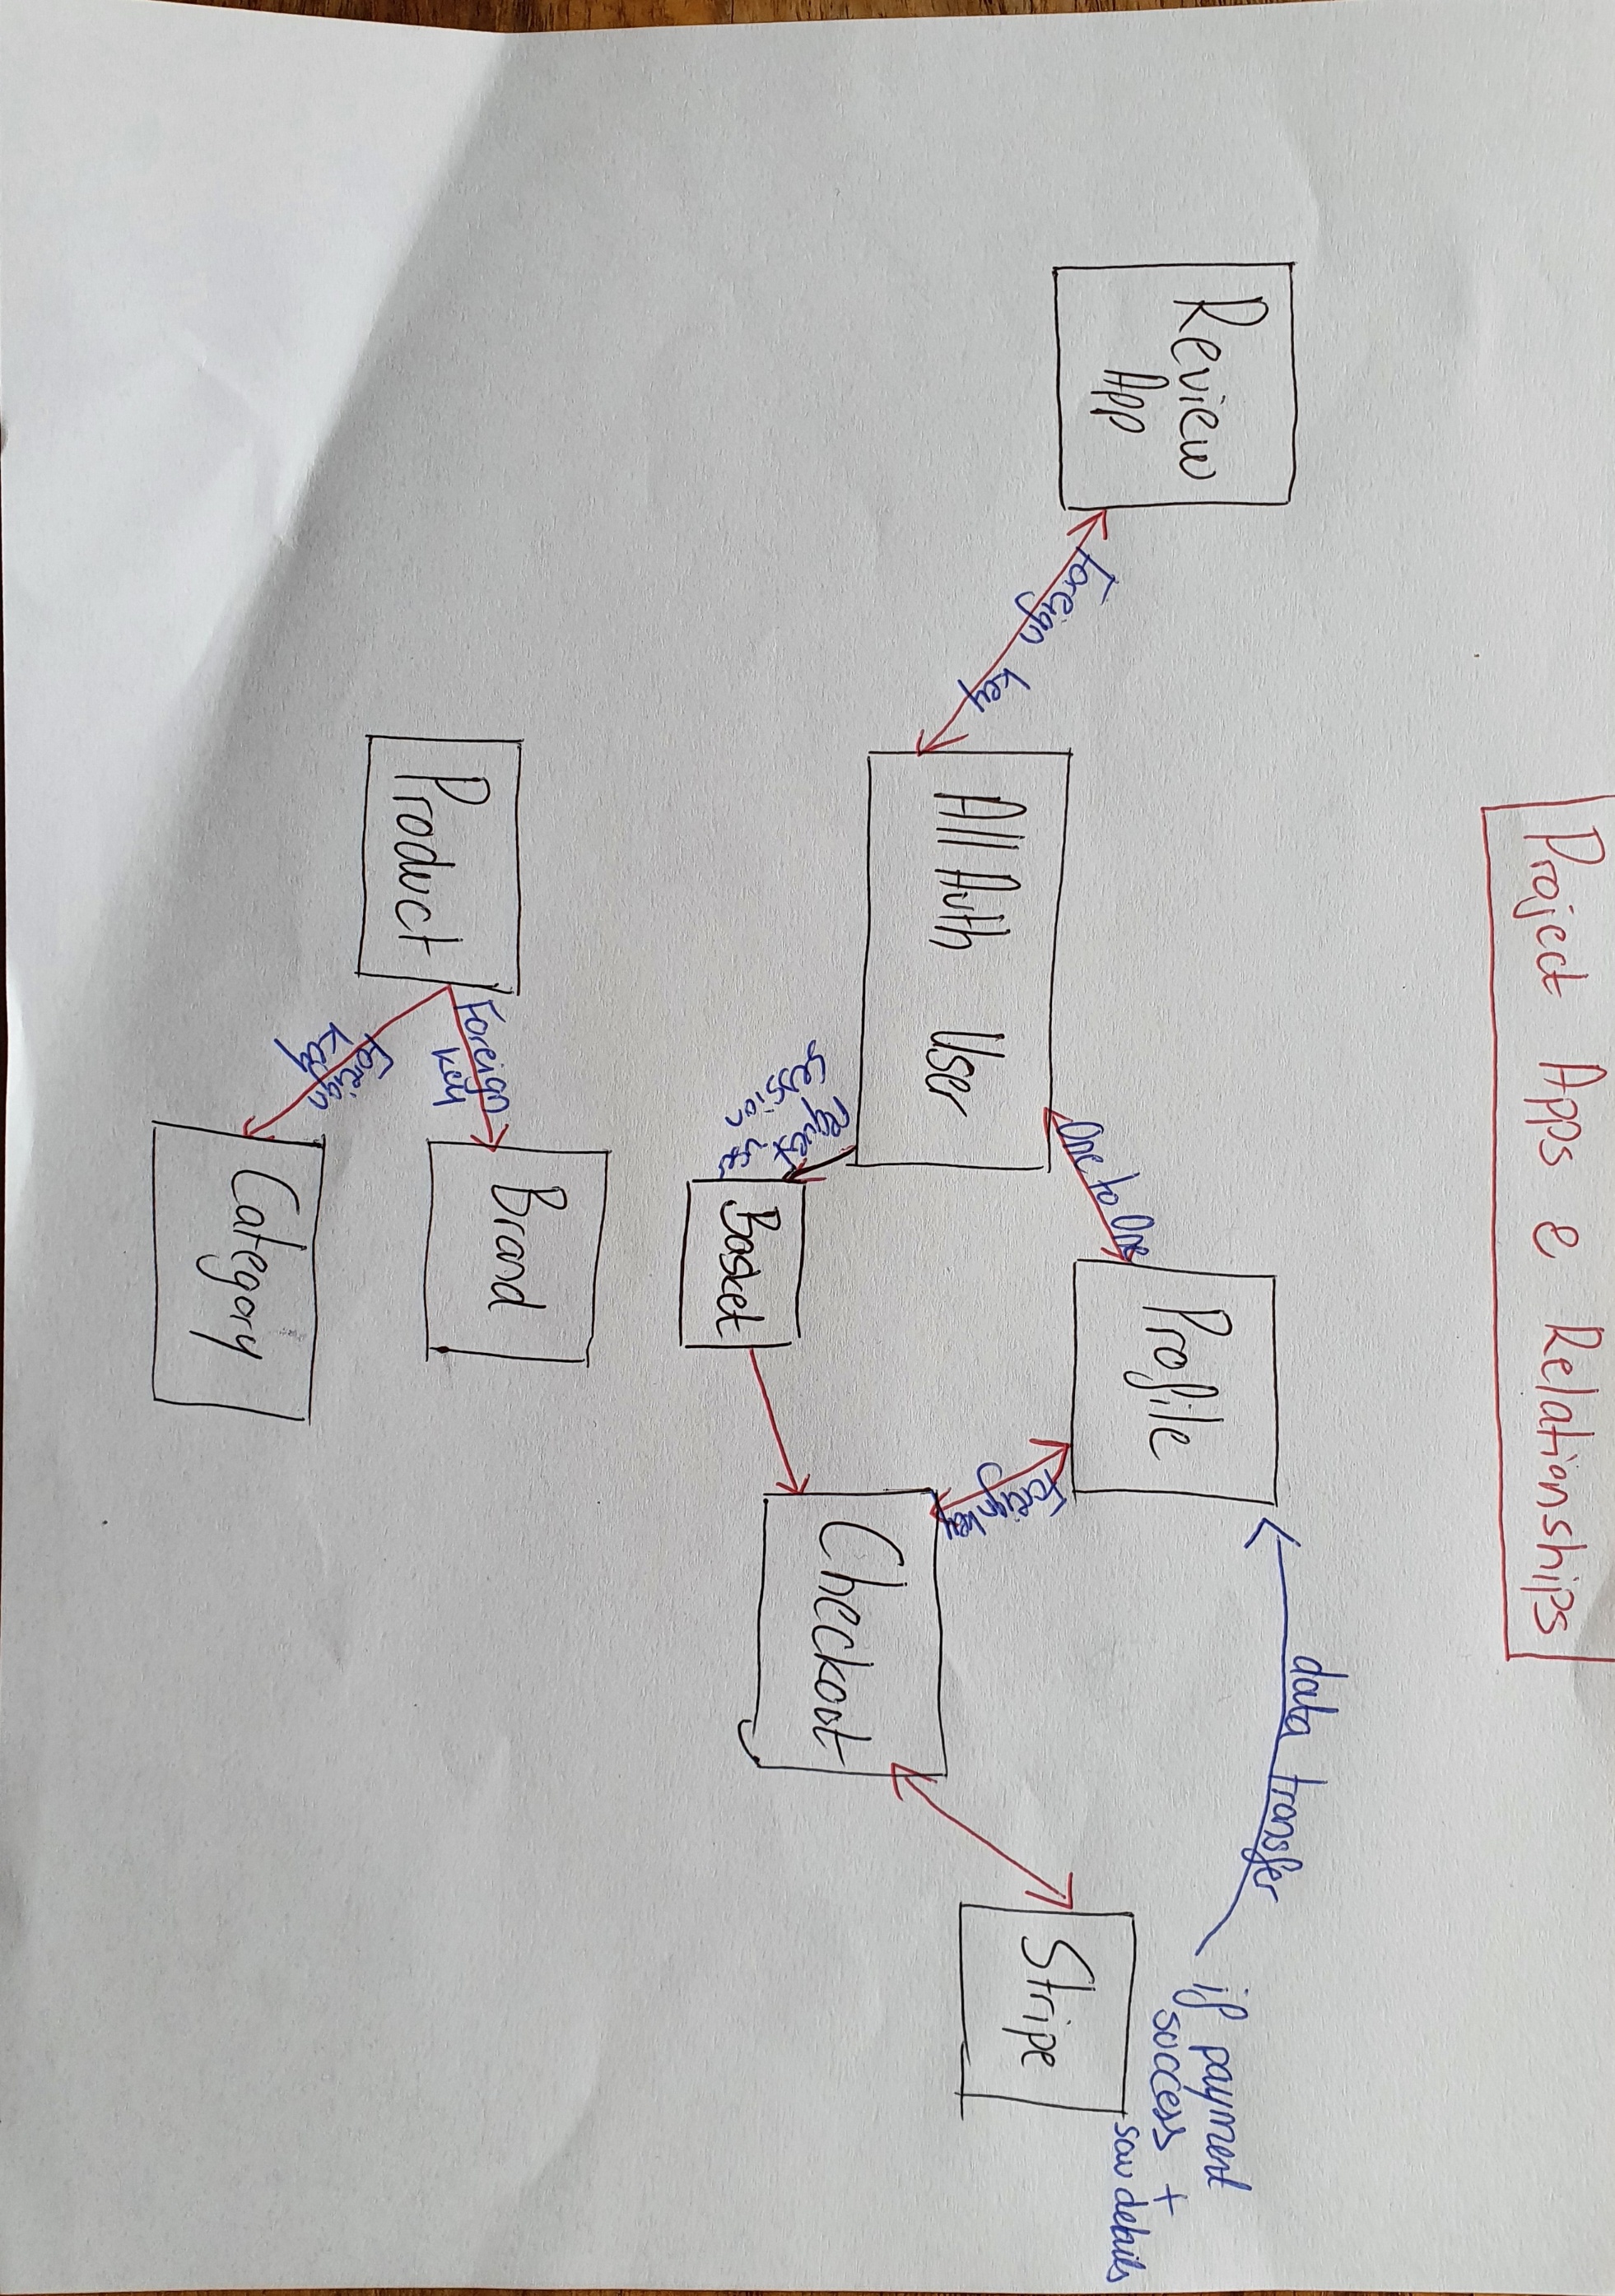 Project Apps e Relationships
Review
App
Foreign key
All Auth User
One to One
Profile
data transfer
if payment
success +
sav details
Foreign key
request
session
Basket
Checkout
Stripe
Product
Foreign
key
Brand
Foreign
key
Category